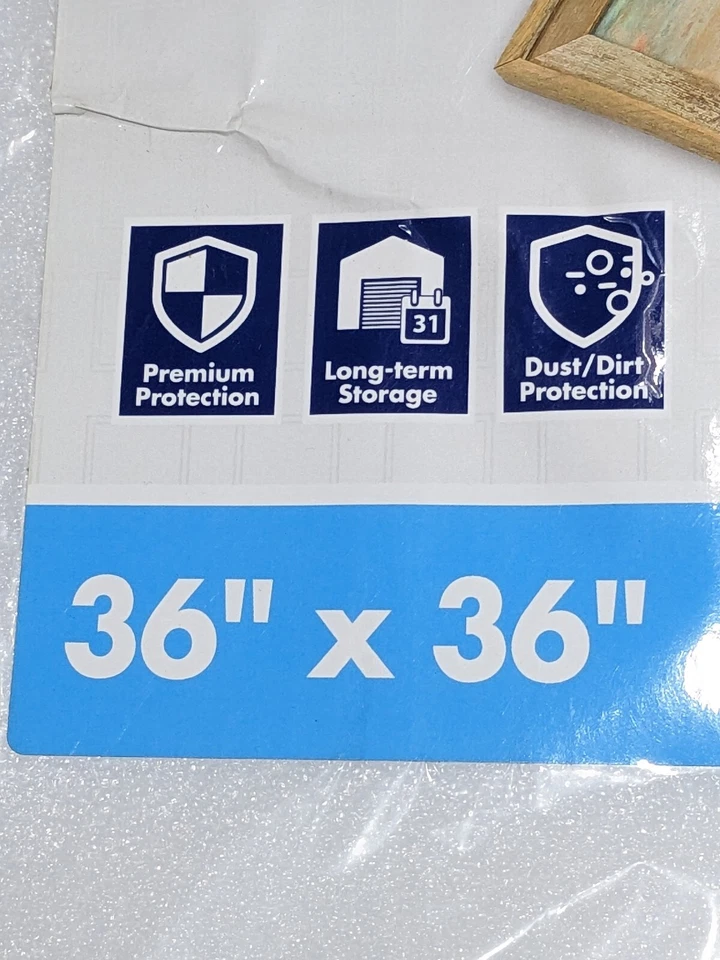 Premium
Protection
31
Long-term
Storage
Dust/Dirt
Protection
36" x 36"